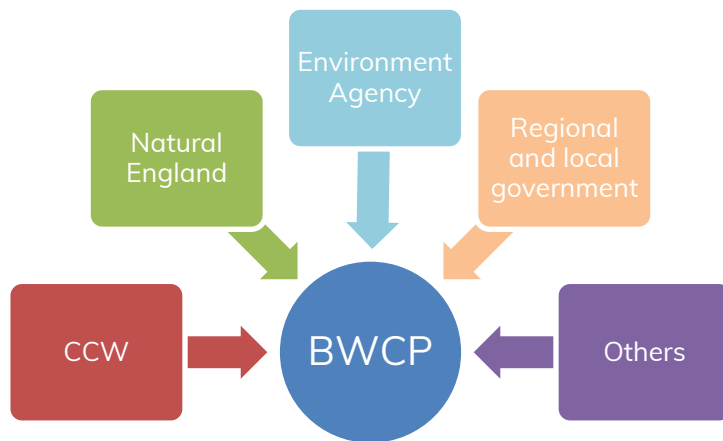 Environment
Agency
Natural
England
Regional
and local
government
CCW
BWCP
Others